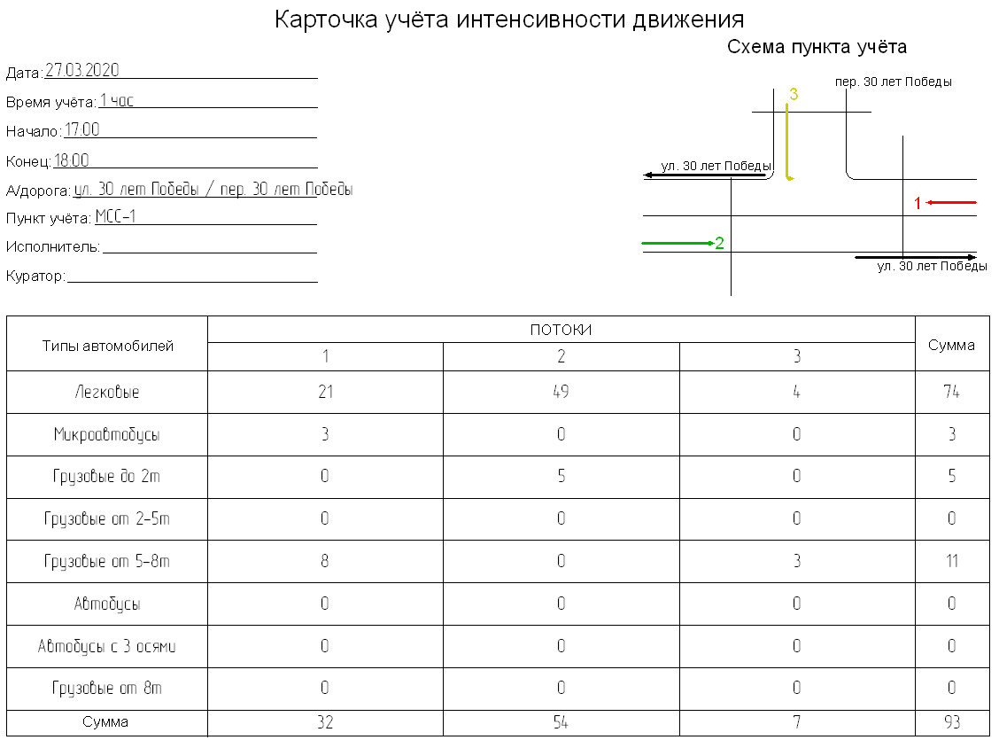 Карточка учёта интенсивности движения
Схема пункта учёта
Дата: 27.03.2020
Время учёта: 1 час
Начало: 17:00
Конец: 18:00
А/дорога: ул. 30 лет Победы / пер. 30 лет Победы
Пункт учёта: МСС-1
Исполнитель:
Куратор:
пер. 30 лет Победы
3
ул. 30 лет Победы
1
2
ул. 30 лет Победы
Типы автомобилей ПОТОКИ Сумма
1 2 3
Легковые 21 49 4 74
Микроавтобусы 3 0 0 3
Грузовые до 2т 0 5 0 5
Грузовые от 2-5т 0 0 0 0
Грузовые от 5-8т 8 0 3 11
Автобусы 0 0 0 0
Автобусы с 3 осями 0 0 0 0
Грузовые от 8т 0 0 0 0
Сумма 32 54 7 93